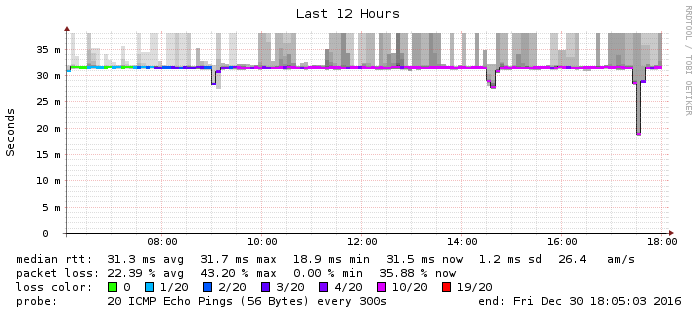 Last 12 Hours
RRDTOOL / TOBI OETIKER
Seconds
35 m
30 m
25 m
20 m
15 m
10 m
5 m
0
08:00 10:00 12:00 14:00 16:00 18:00
median rtt: 31.3 ms avg 31.7 ms max 18.9 ms min 31.5 ms now 1.2 ms sd 26.4 am/s
packet loss: 22.39 % avg 43.20 % max 0.00 % min 35.88 % now
loss color: 0 1/20 2/20 3/20 4/20 10/20 19/20
probe: 20 ICMP Echo Pings (56 Bytes) every 300s end: Fri Dec 30 18:05:03 2016